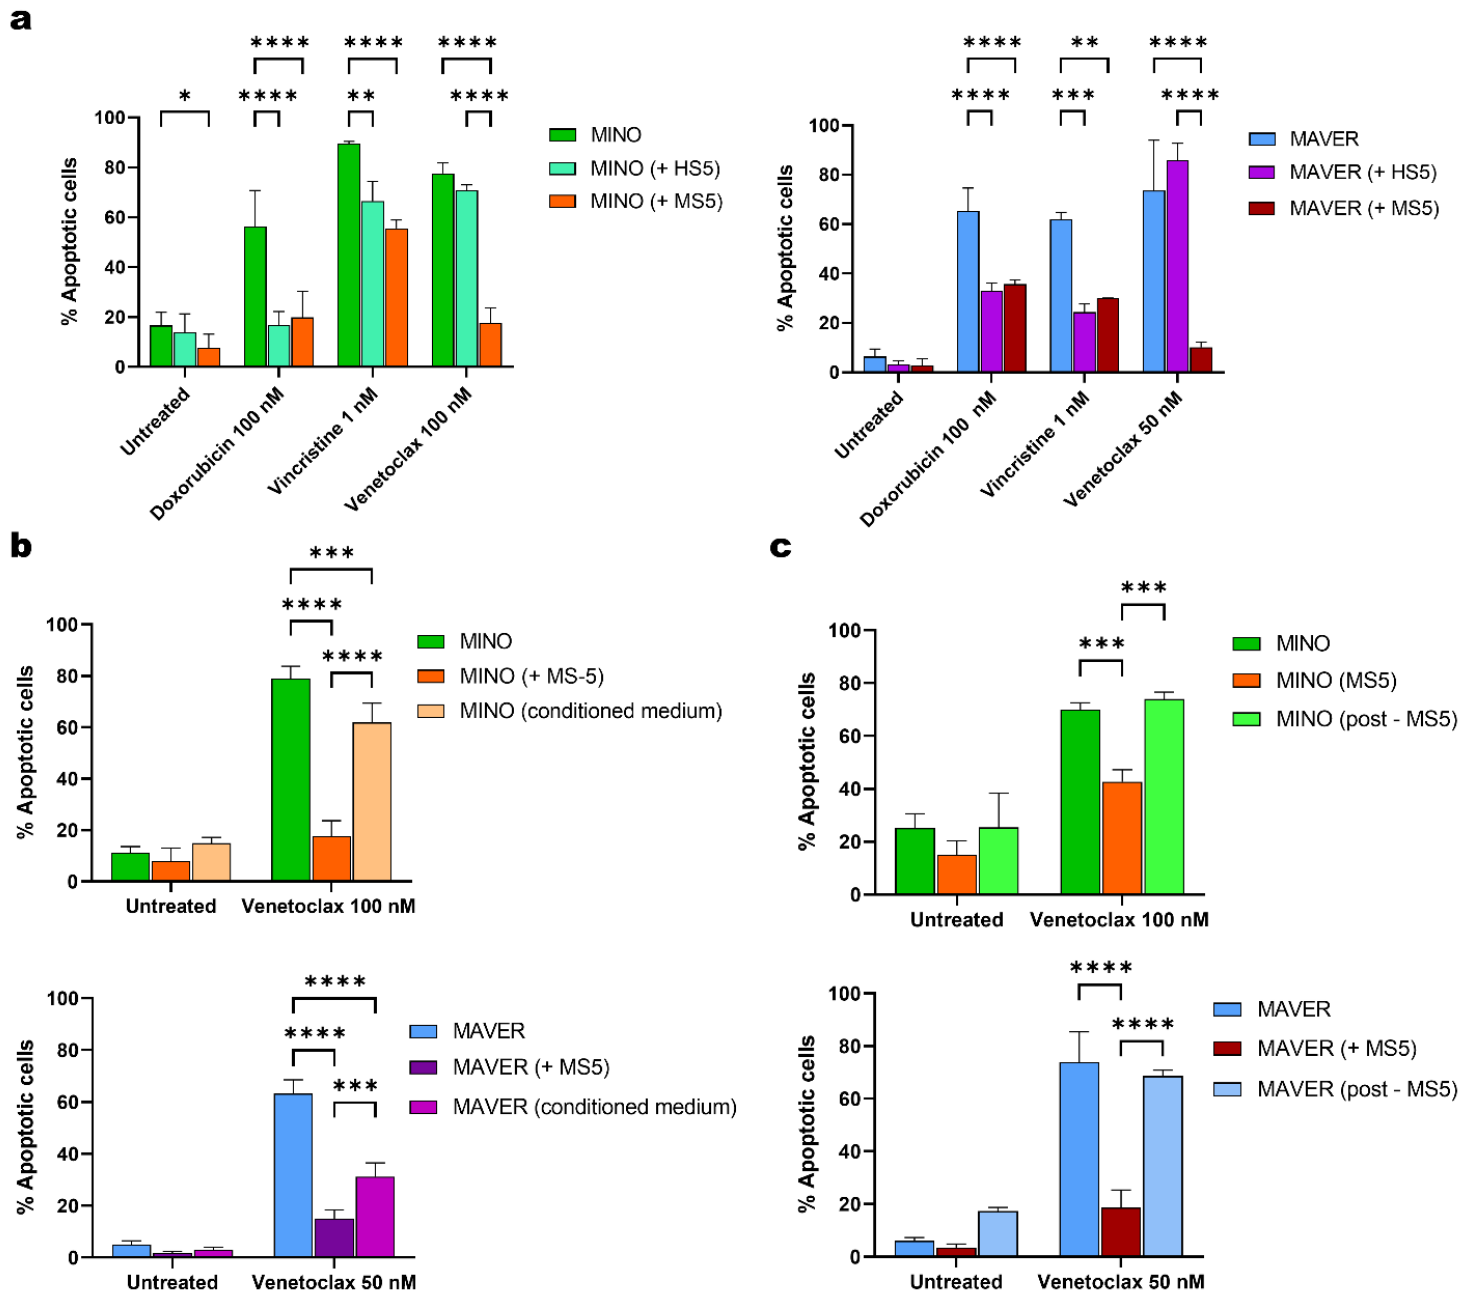 a
**** **** ****
* **** ** ****
100
80
60
40
20
0
% Apoptotic cells
Untreated
Doxorubicin 100 nM
Vincristine 1 nM
Venetoclax 100 nM
MINO
MINO (+ HS5)
MINO (+ MS5)
**** ** ****
**** *** ****
100
80
60
40
20
0
% Apoptotic cells
Untreated
Doxorubicin 100 nM
Vincristine 1 nM
Venetoclax 50 nM
MAVER
MAVER (+ HS5)
MAVER (+ MS5)
b
***
****
****
100
80
60
40
20
0
% Apoptotic cells
Untreated
Venetoclax 100 nM
MINO
MINO (+ MS-5)
MINO (conditioned medium)
****
****
***
100
80
60
40
20
0
% Apoptotic cells
Untreated
Venetoclax 50 nM
MAVER
MAVER (+ MS5)
MAVER (conditioned medium)
c
***
***
100
80
60
40
20
0
% Apoptotic cells
Untreated
Venetoclax 100 nM
MINO
MINO (MS5)
MINO (post - MS5)
****
****
100
80
60
40
20
0
% Apoptotic cells
Untreated
Venetoclax 50 nM
MAVER
MAVER (+ MS5)
MAVER (post - MS5)